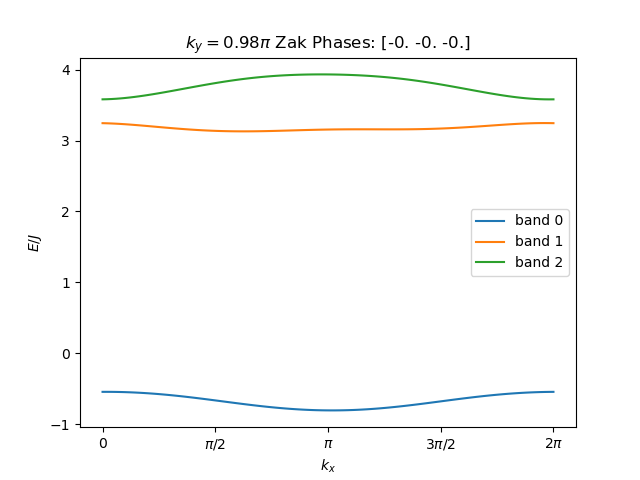 $k_y = 0.98\pi$ Zak Phases: [-0. -0. -0.]
4
3
2
1
0
−1
E/J
band 0
band 1
band 2
0
π/2
π
3π/2
2π
$k_x$